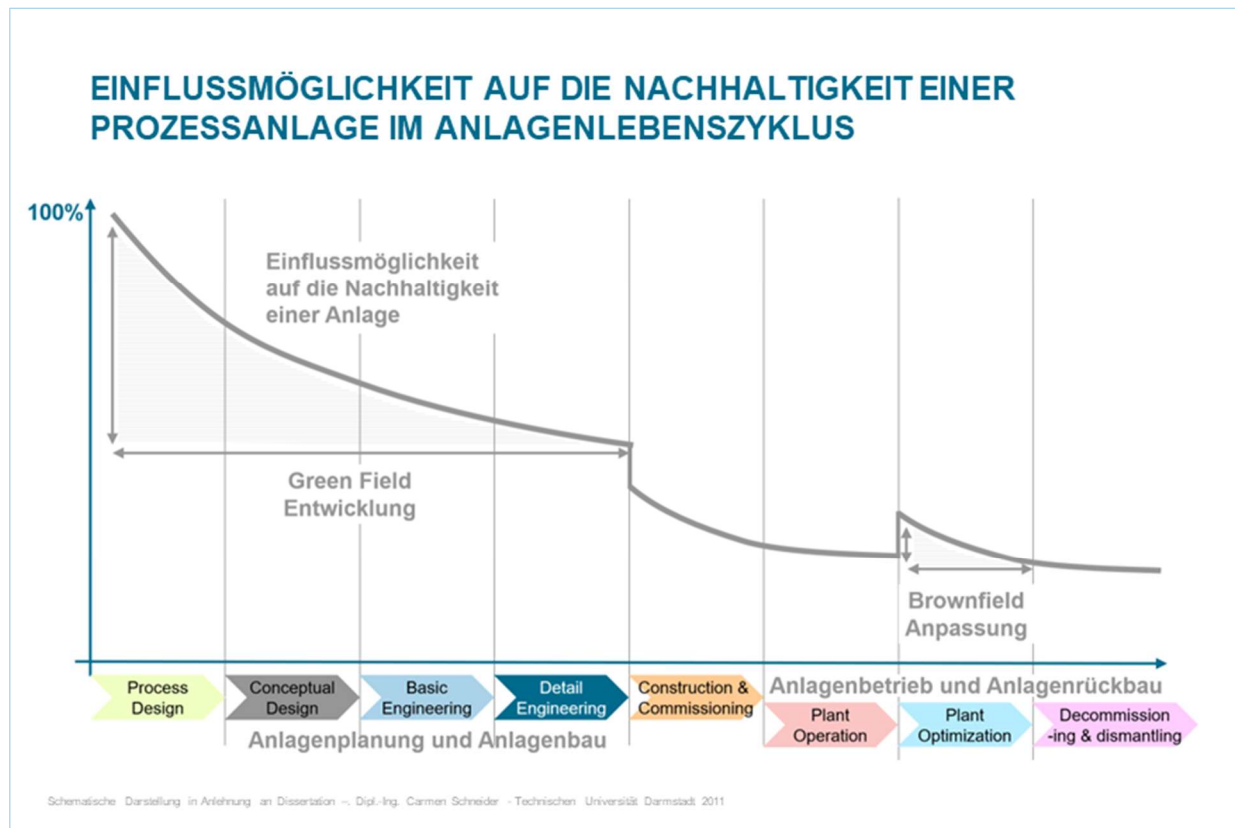 EINFLUSSMÖGLICHKEIT AUF DIE NACHHALTIGKEIT EINER
PROZESSANLAGE IM ANLAGENLEBENSZYKLUS
100%
Einflussmöglichkeit
auf die Nachhaltigkeit
einer Anlage
Green Field
Entwicklung
Brownfield
Anpassung
Process
Design
Conceptual
Design
Basic
Engineering
Detail
Engineering
Construction &
Commissioning
Anlagenbetrieb und Anlagenrückbau
Plant
Operation
Plant
Optimization
Decommission
-ing & dismantling
Anlagenplanung und Anlagenbau
Schematische Darstellung in Anlehnung an Dissertation –. Dipl.-Ing. Carmen Schneider - Technischen Universität Darmstadt 2011